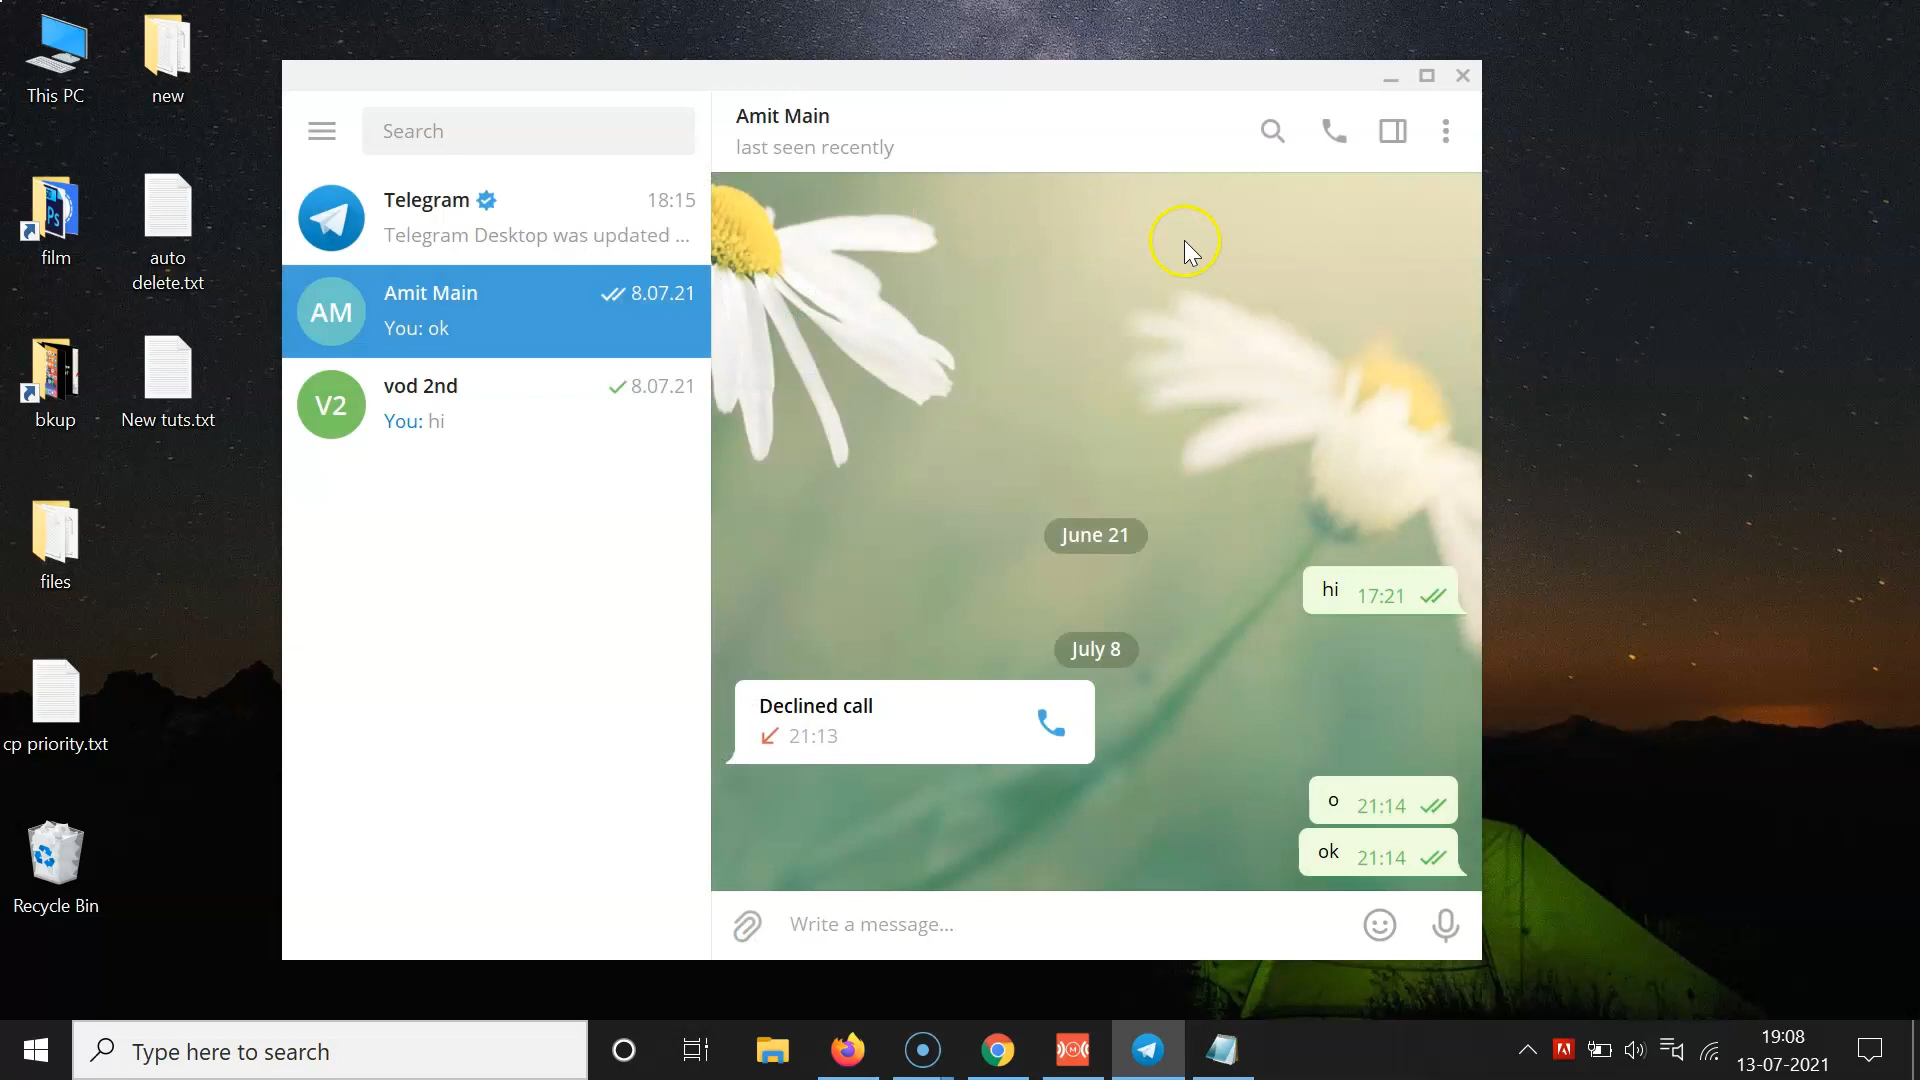 This PC
new
film
auto
delete.txt
bkup
New tuts.txt
files
cp priority.txt
Recycle Bin
Search
Telegram
18:15
Telegram Desktop was updated ...
AM
Amit Main
8.07.21
You: ok
V2
vod 2nd
8.07.21
You: hi
Amit Main
last seen recently
June 21
hi 17:21
July 8
Declined call
21:13
o 21:14
ok 21:14
Write a message...
Type here to search
19:08
13-07-2021